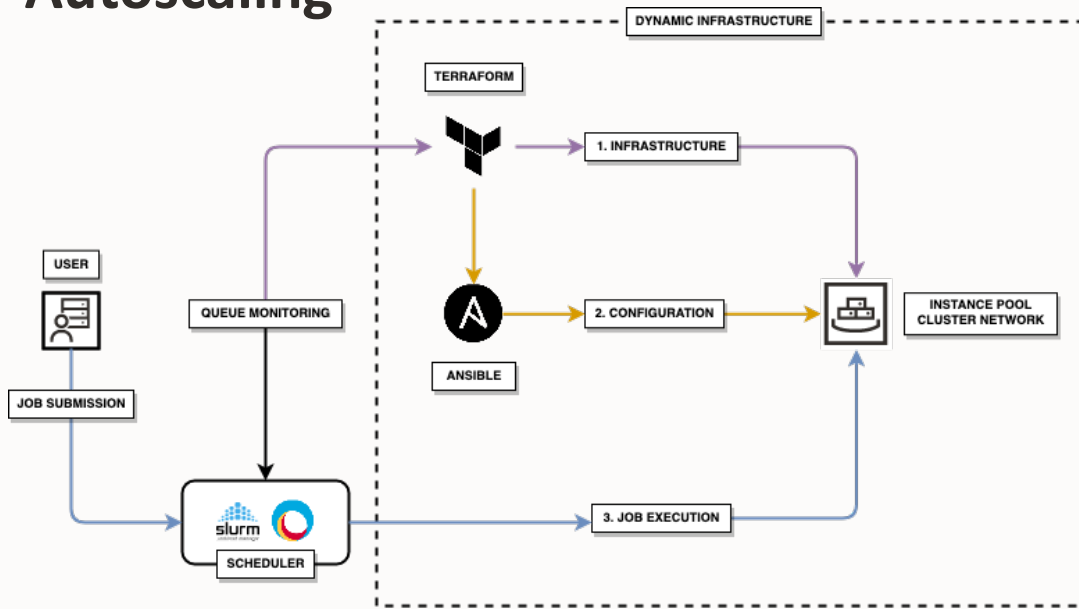 Autoscaling
DYNAMIC INFRASTRUCTURE
TERRAFORM
1. INFRASTRUCTURE
USER
QUEUE MONITORING
2. CONFIGURATION
INSTANCE POOL
CLUSTER NETWORK
ANSIBLE
JOB SUBMISSION
slurm
3. JOB EXECUTION
SCHEDULER